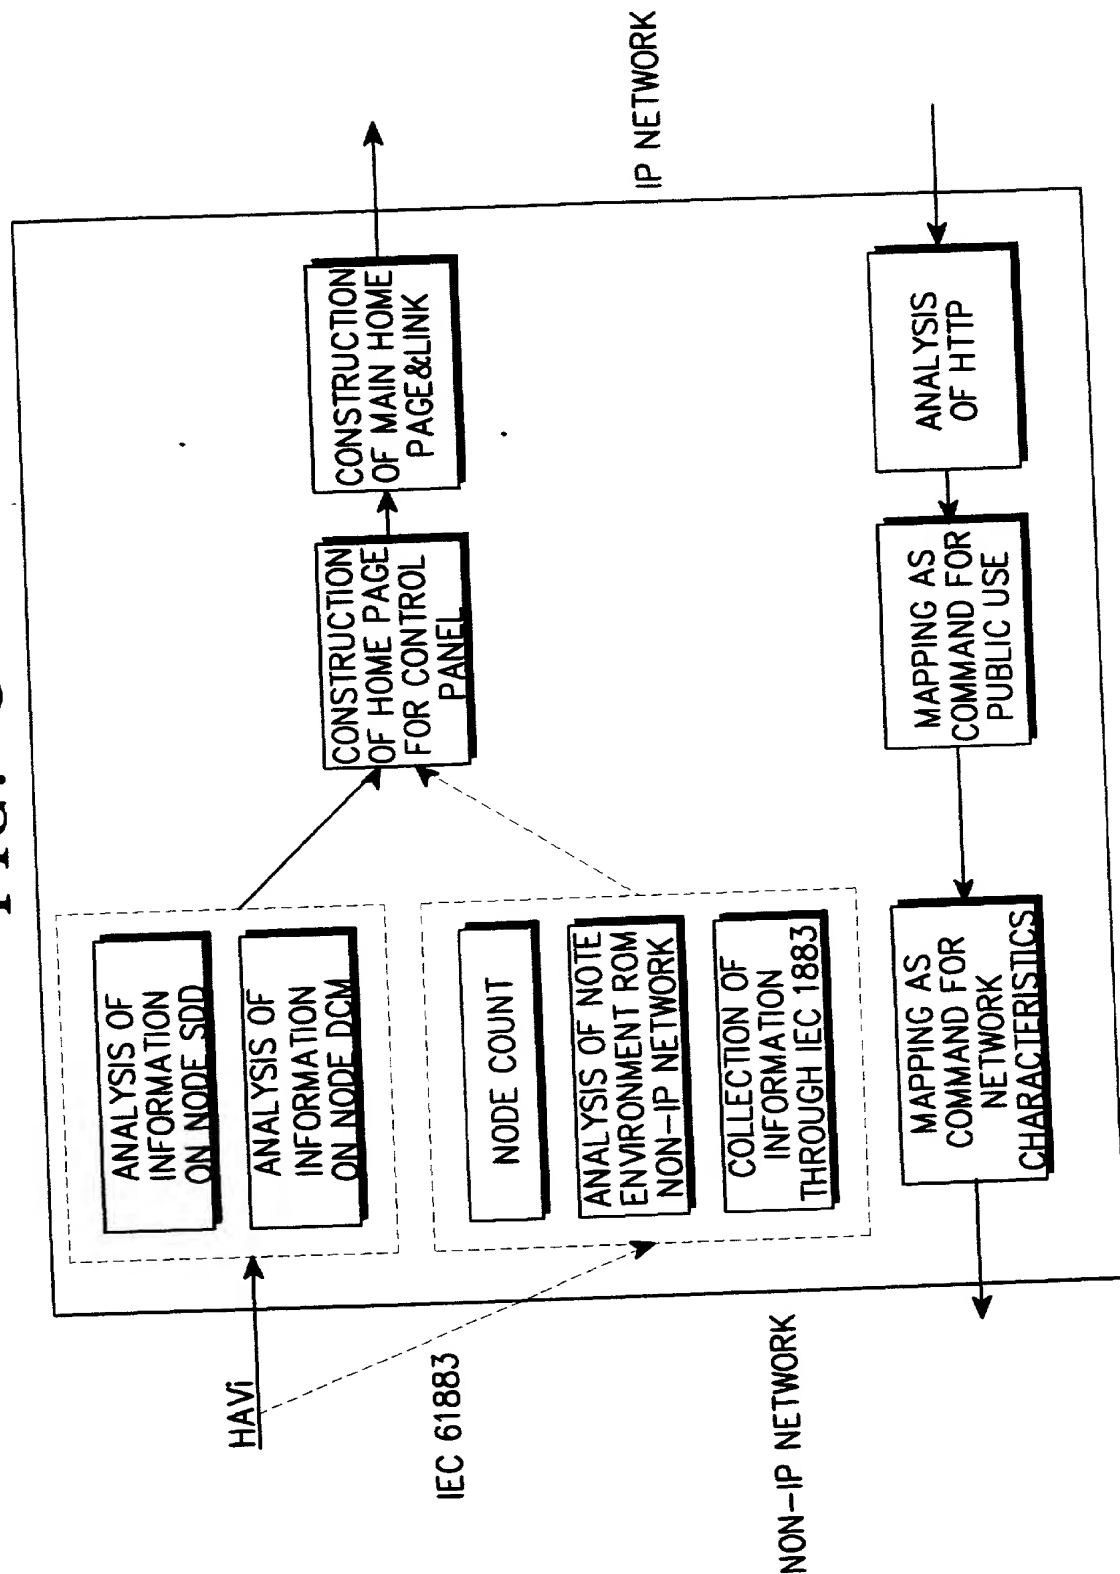 FIG.
HAVi
IEC 61883
NON-IP NETWORK
ANALYSIS OF
INFORMATION
ON NODE SDD
ANALYSIS OF
INFORMATION
ON NODE DCM
NODE COUNT
ANALYSIS OF NOTE
ENVIRONMENT ROM
NON-IP NETWORK
COLLECTION OF
INFORMATION
THROUGH IEC 1883
CONSTRUCTION
OF HOME PAGE
FOR CONTROL
PANEL
CONSTRUCTION
OF MAIN HOME
PAGE&LINK
IP NETWORK
ANALYSIS
OF HTTP
MAPPING AS
COMMAND FOR
PUBLIC USE
MAPPING AS
COMMAND FOR
NETWORK
CHARACTERISTICS